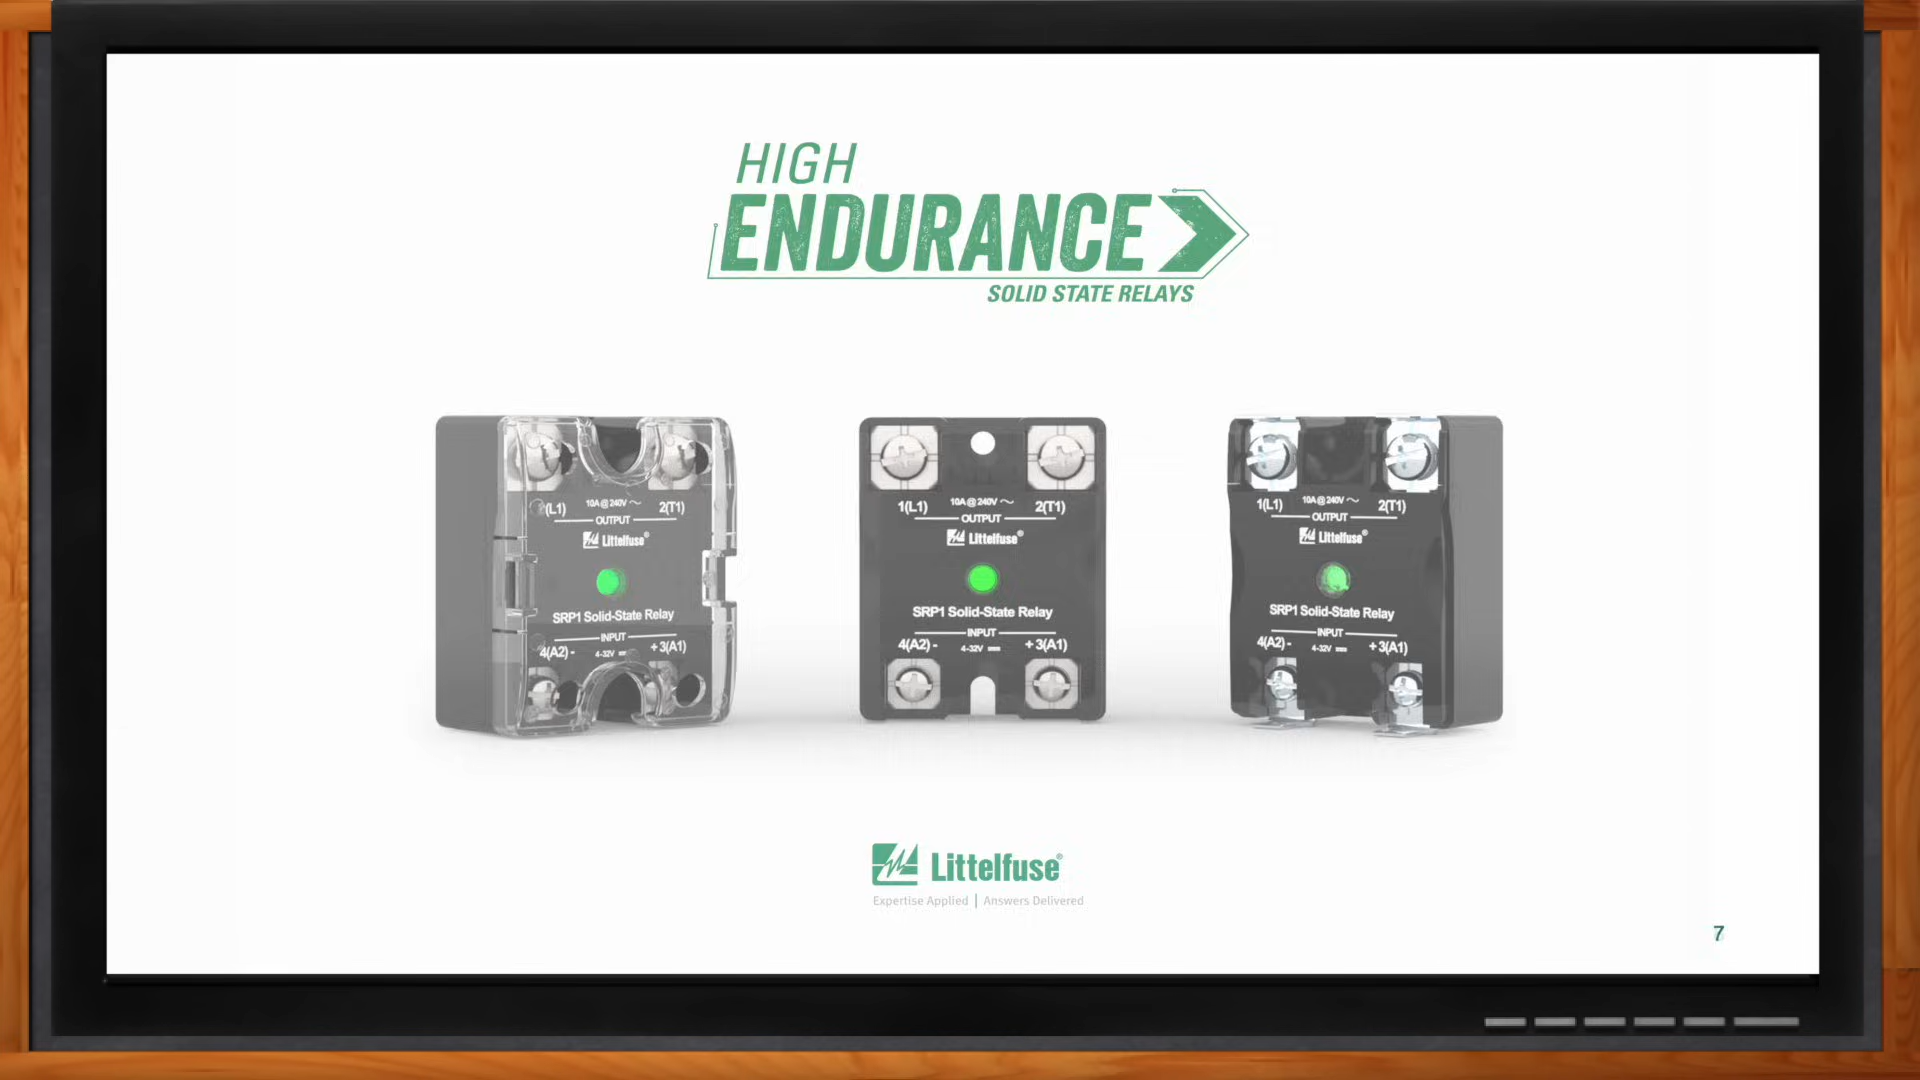 HIGH
ENDURANCE
SOLID STATE RELAYS
(L1) 10A@240V 2(T1)
OUTPUT
Littelfuse®
SRP1 Solid-State Relay
INPUT
4(A2) - 4-32V + 3(A1)
1(L1) 10A@240V 2(T1)
OUTPUT
Littelfuse®
SRP1 Solid-State Relay
INPUT
4(A2) - 4-32V + 3(A1)
1(L1) 10A@240V 2(T1)
OUTPUT
Littelfuse®
SRP1 Solid-State Relay
INPUT
4(A2) - 4-32V + 3(A1)
Littelfuse®
Expertise Applied | Answers Delivered
7